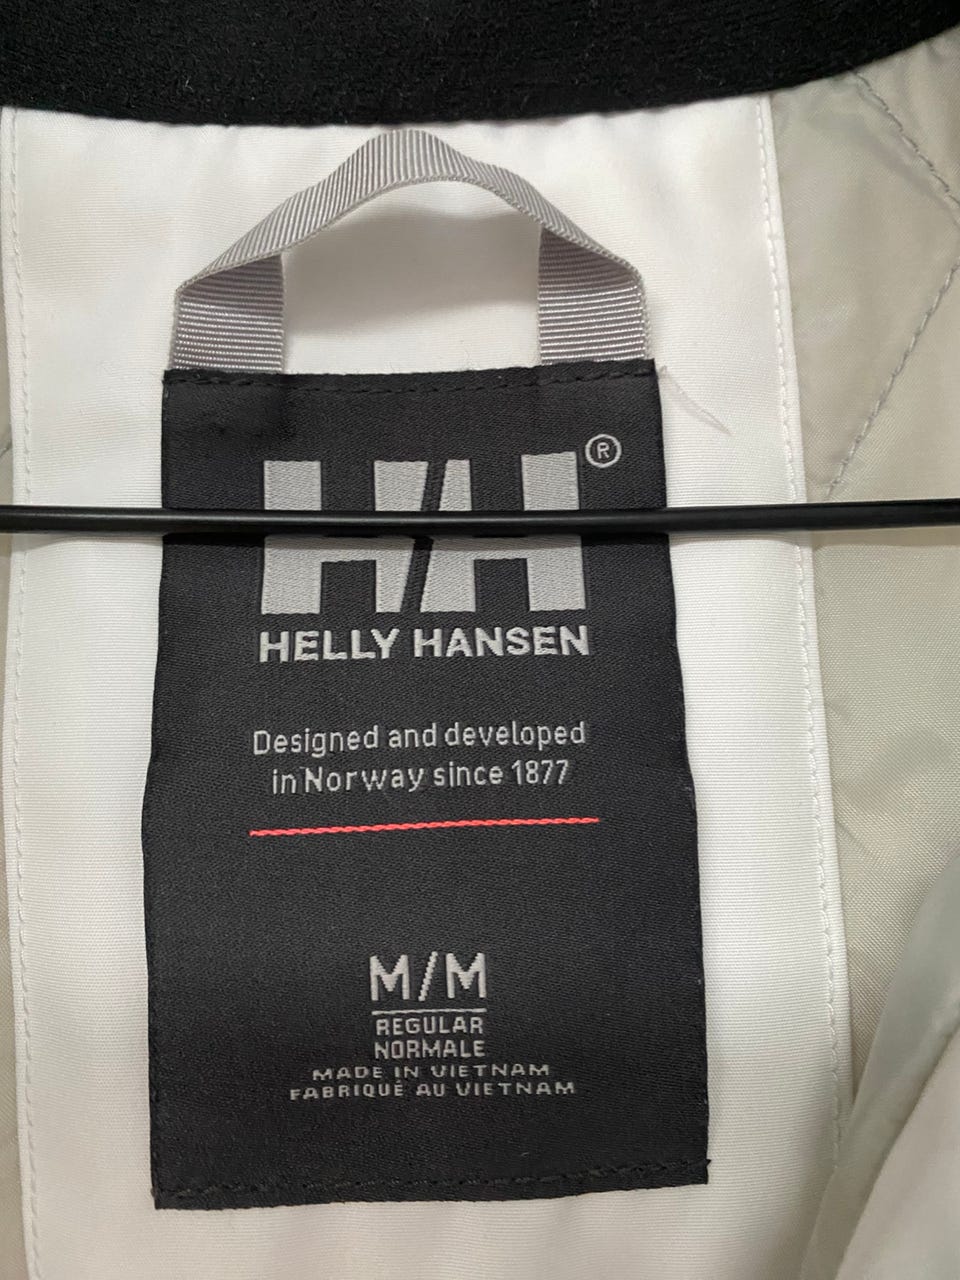 HH®
HELLY HANSEN
Designed and developed
in Norway since 1877
M/M
REGULAR
NORMALE
MADE IN VIETNAM
FABRIQUÉ AU VIETNAM